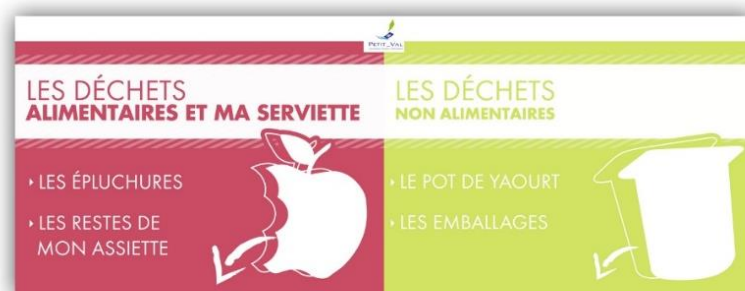 PETIT_VAL
LES DÉCHETS
ALIMENTAIRES ET MA SERVIETTE
LES ÉPLUCHURES
LES RESTES DE
MON ASSIETTE
LES DÉCHETS
NON ALIMENTAIRES
LE POT DE YAOURT
LES EMBALLAGES